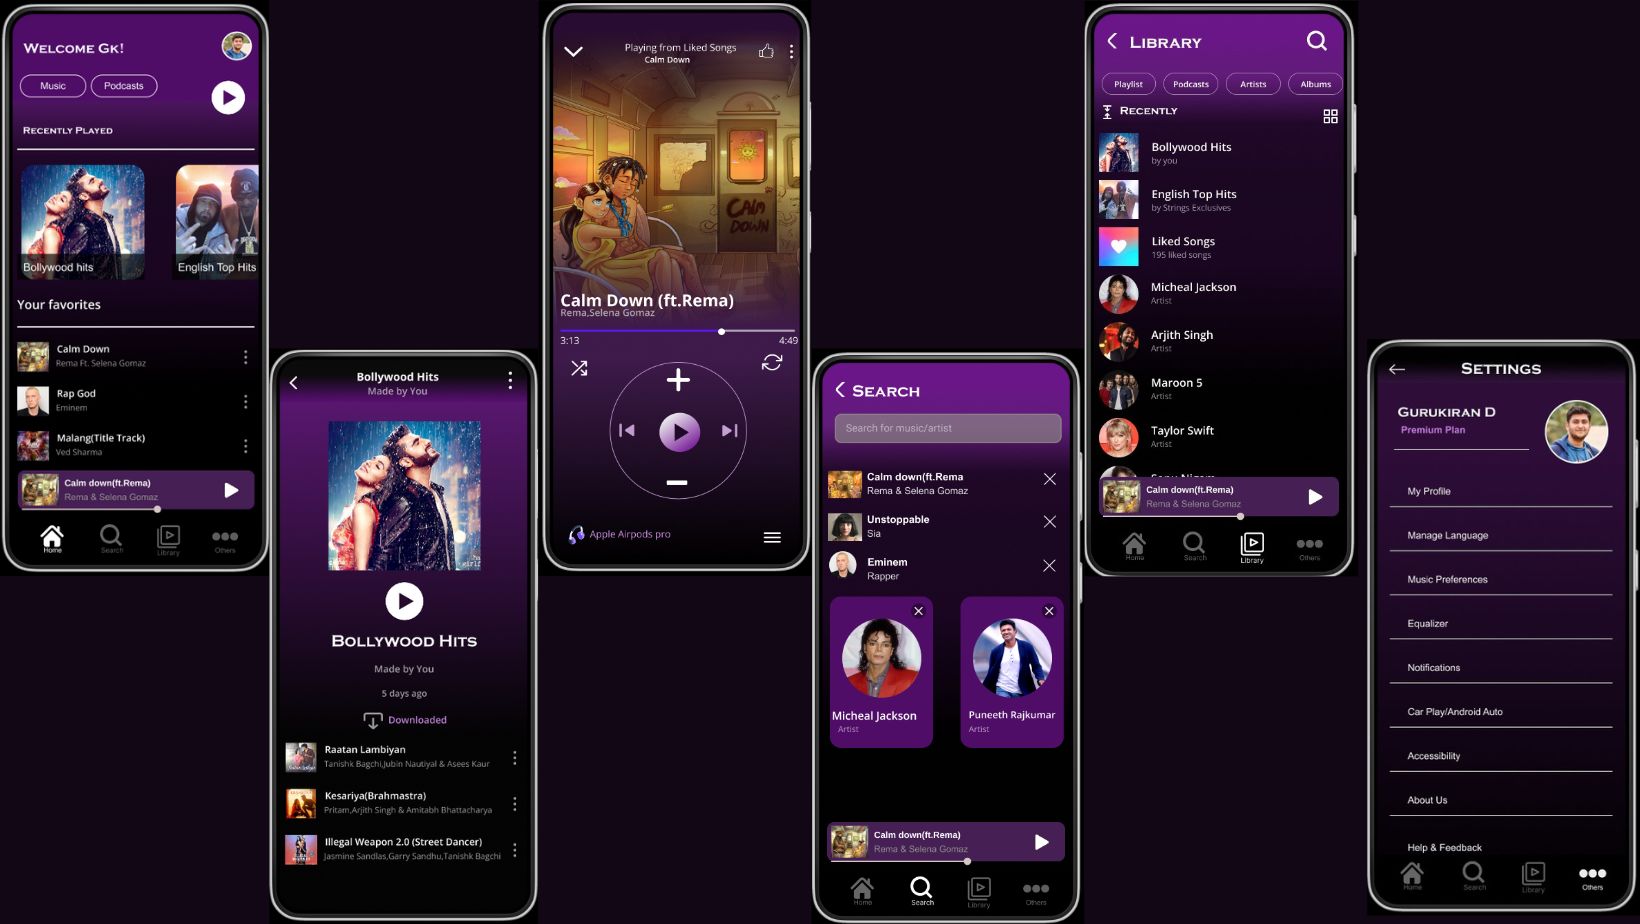 WELCOME GK!
Music
Podcasts
RECENTLY PLAYED
Bollywood hits
English Top Hits
Your favorites
Calm Down
Rema Ft. Selena Gomaz
Rap God
Eminem
Malang(Title Track)
Ved Sharma
Calm down(ft.Rema)
Rema & Selena Gomaz
Home
Search
Library
Others
Bollywood Hits
Made by You
BOLLYWOOD HITS
Made by You
5 days ago
Downloaded
Raatan Lambiyan
Tanishk Bagchi,Jubin Nautiyal & Asees Kaur
Kesariya(Brahmastra)
Pritam,Arjith Singh & Amitabh Bhattacharya
Illegal Weapon 2.0 (Street Dancer)
Jasmine Sandlas,Garry Sandhu,Tanishk Bagchi
Playing from Liked Songs
Calm Down
CALM
DOWN
Calm Down (ft.Rema)
Rema,Selena Gomaz
3:13
4:49
Apple Airpods pro
SEARCH
Search for music/artist
Calm down(ft.Rema
Rema & Selena Gomaz
Unstoppable
Sia
Eminem
Rapper
Micheal Jackson
Artist
Puneeth Rajkumar
Artist
Calm down(ft.Rema)
Rema & Selena Gomaz
Home
Search
Library
Others
LIBRARY
Playlist
Podcasts
Artists
Albums
RECENTLY
Bollywood Hits
by you
English Top Hits
by Strings Exclusives
Liked Songs
195 liked songs
Micheal Jackson
Artist
Arjith Singh
Artist
Maroon 5
Artist
Taylor Swift
Artist
Calm down(ft.Rema)
Rema & Selena Gomaz
Home
Search
Library
Others
SETTINGS
GURUKIRAN D
Premium Plan
My Profile
Manage Language
Music Preferences
Equalizer
Notifications
Car Play/Android Auto
Accessibility
About Us
Help & Feedback
Home
Search
Library
Others